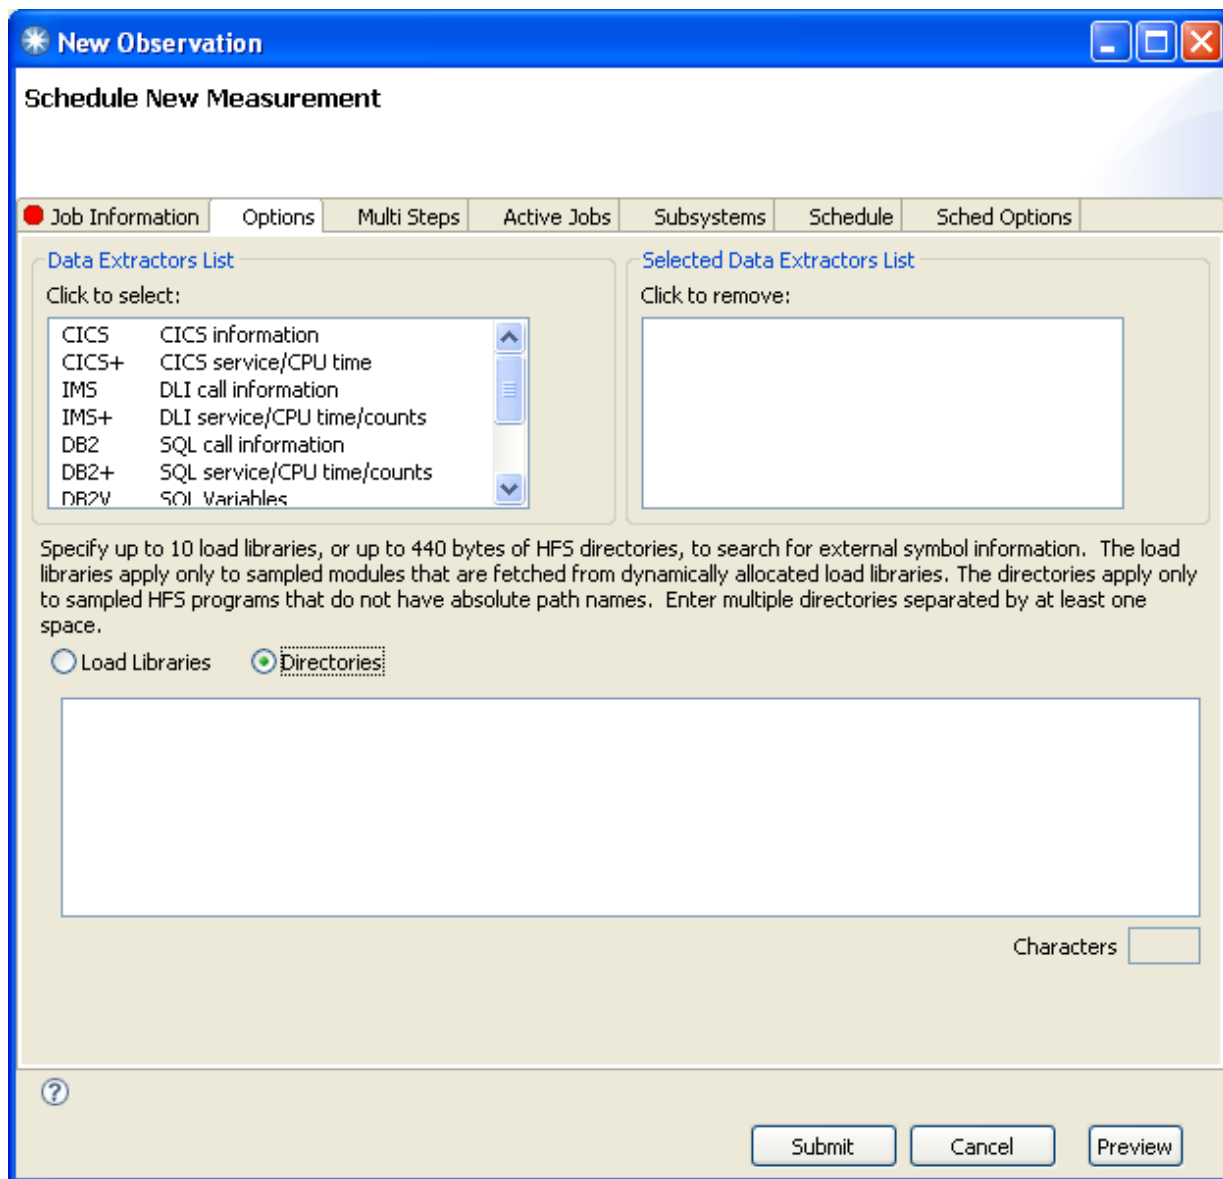 New Observation
Schedule New Measurement
Job Information
Options
Multi Steps
Active Jobs
Subsystems
Schedule
Sched Options
Data Extractors List
Click to select:
CICS CICS information
CICS+ CICS service/CPU time
IMS DLI call information
IMS+ DLI service/CPU time/counts
DB2 SQL call information
DB2+ SQL service/CPU time/counts
DB2V SQL Variables
Selected Data Extractors List
Click to remove:
Specify up to 10 load libraries, or up to 440 bytes of HFS directories, to search for external symbol information.  The load
libraries apply only to sampled modules that are fetched from dynamically allocated load libraries. The directories apply only
to sampled HFS programs that do not have absolute path names.  Enter multiple directories separated by at least one
space.
Load Libraries
Directories
Characters
?
Submit
Cancel
Preview